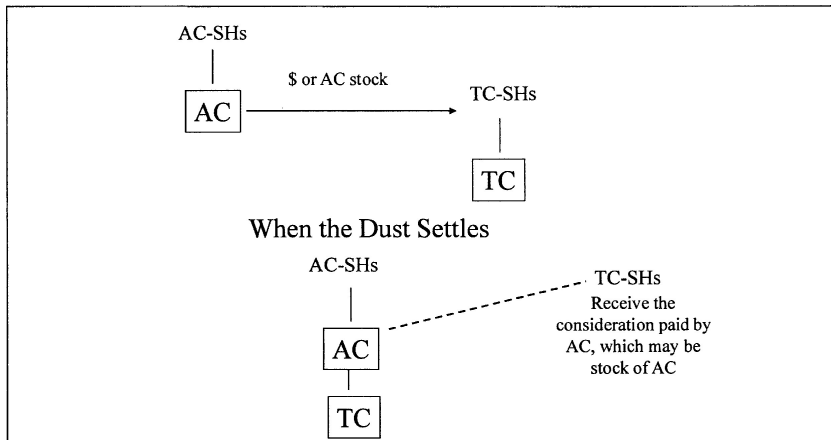 AC-SHs
$ or AC stock
AC
TC-SHs
TC
When the Dust Settles
AC-SHs
TC-SHs
Receive the
consideration paid by
AC, which may be
stock of AC
AC
TC